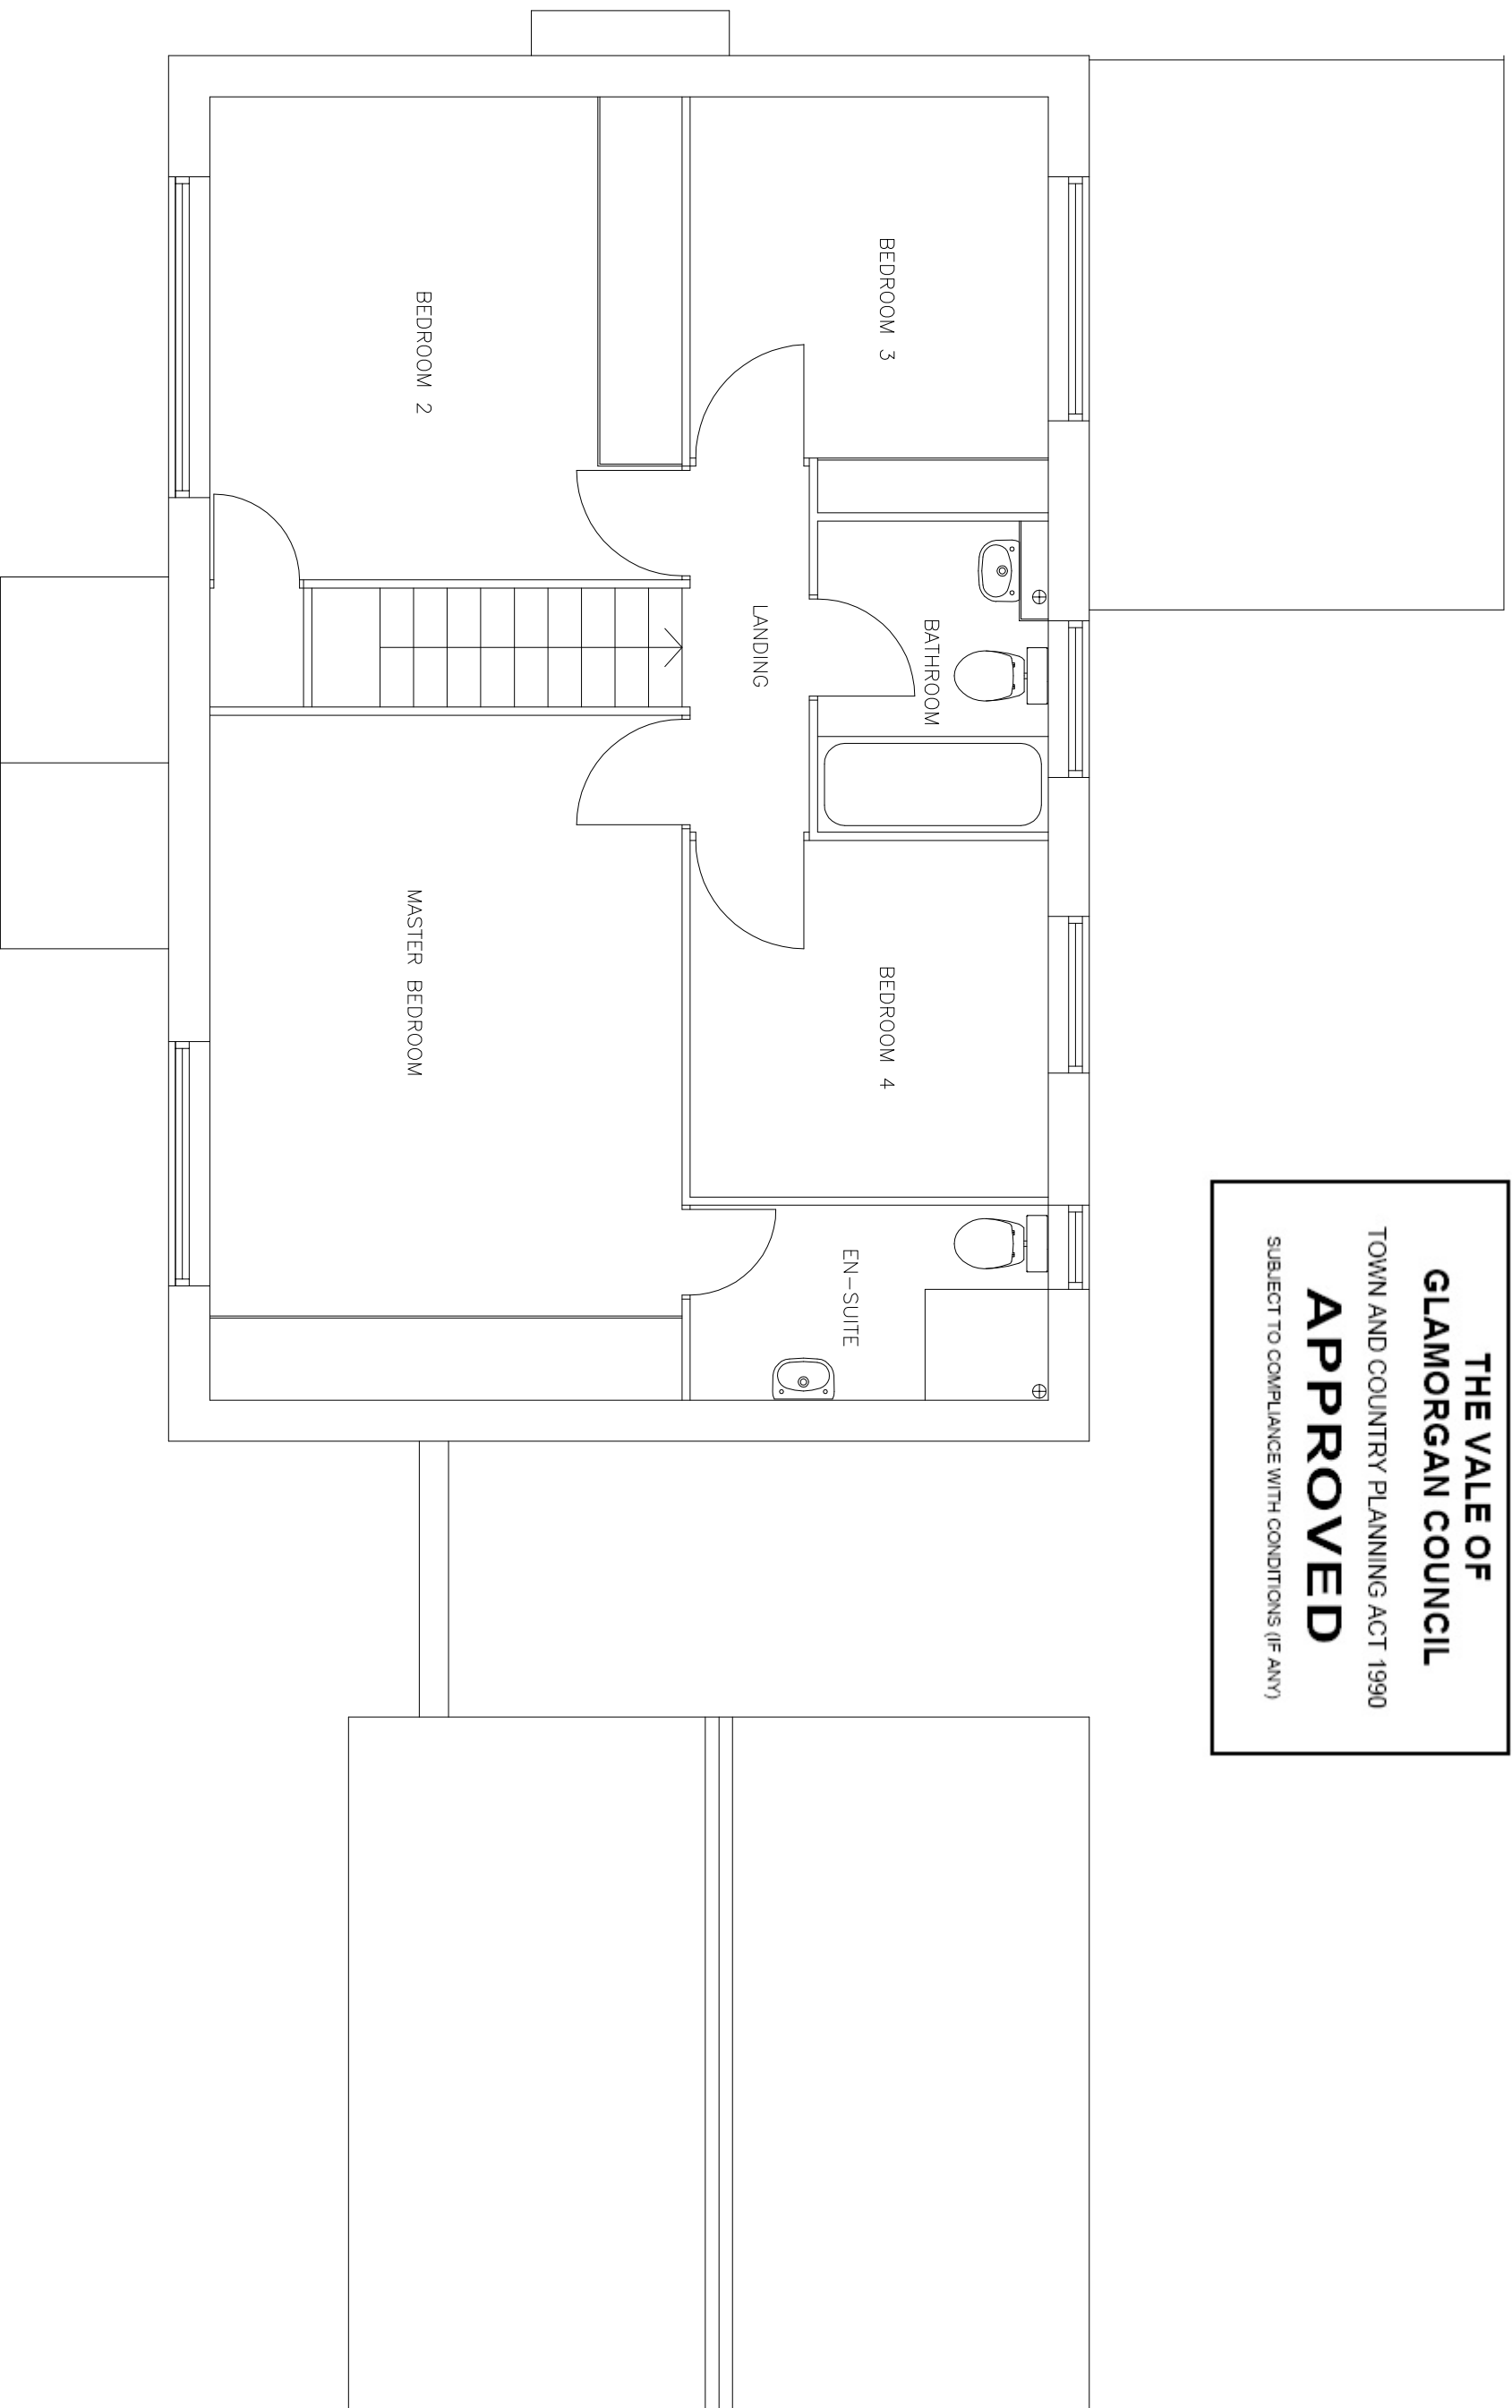 THE VALE OF
GLAMORGAN COUNCIL
TOWN AND COUNTRY PLANNING ACT 1990
APPROVED
SUBJECT TO COMPLIANCE WITH CONDITIONS (IF ANY)
BEDROOM 3
BATHROOM
BEDROOM 4
EN-SUITE
LANDING
BEDROOM 2
MASTER BEDROOM